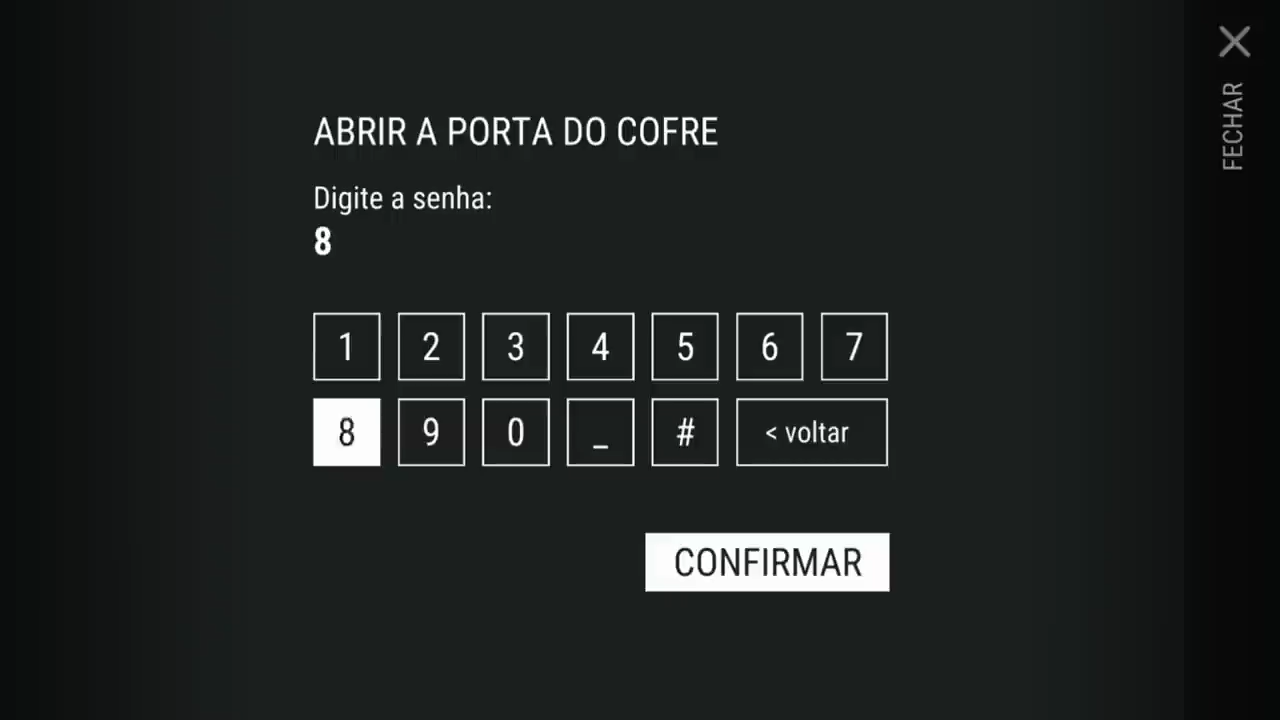 FECHAR
ABRIR A PORTA DO COFRE
Digite a senha:
8
1 2 3 4 5 6 7
8 9 0 _ # < voltar
CONFIRMAR